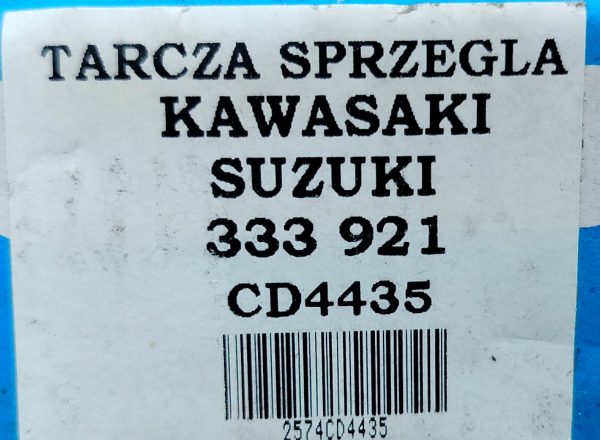 TARCZA SPRZEGLA
KAWASAKI
SUZUKI
333 921
CD4435
2574CD4435